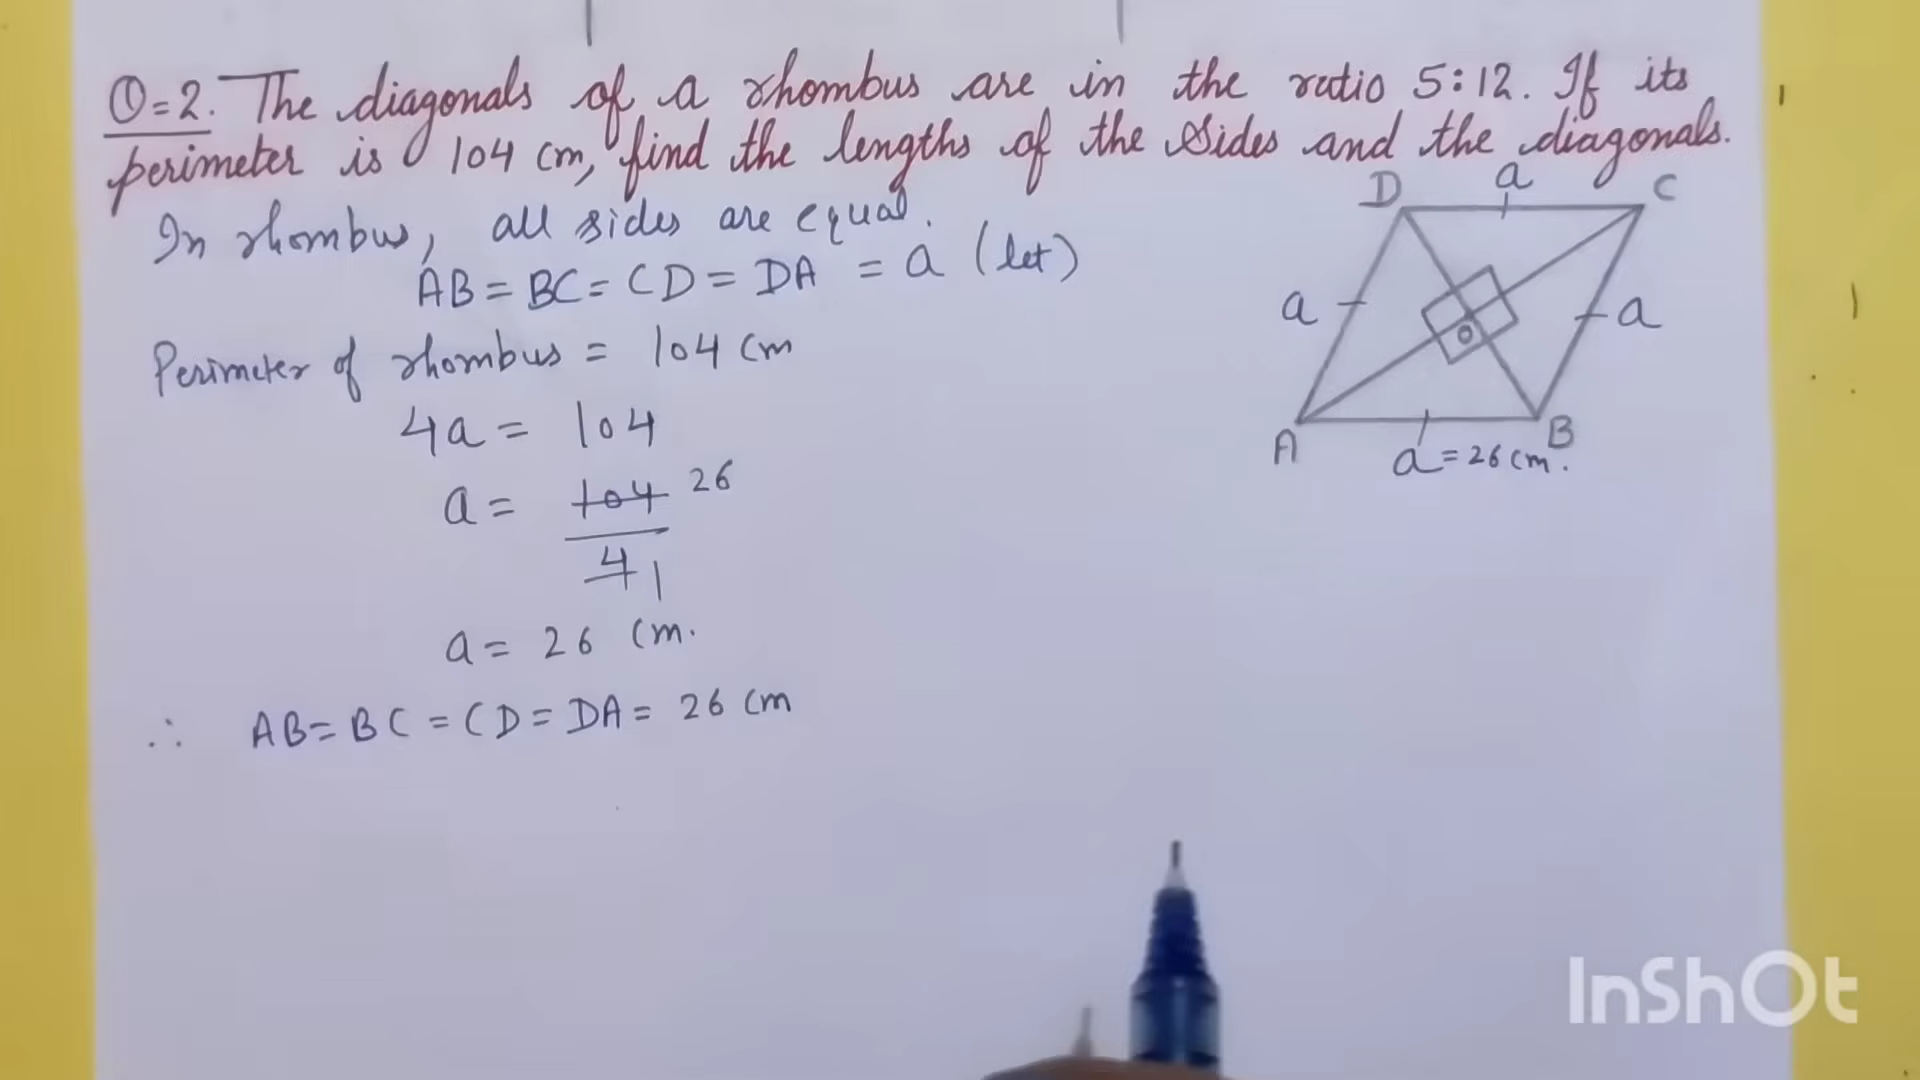 Q=2. The diagonals of a rhombus are in the ratio 5:12. If its
perimeter is 104 cm, find the lengths of the sides and the diagonals.
In rhombus, all sides are equal.
AB = BC = CD = DA = a (let)
Perimeter of rhombus = 104 cm
4a = 104
a = 104 26
4 1
a = 26 cm.
∴ AB = BC = CD = DA = 26 cm
D a C
a a
O
A B
a = 26 cm.
InShOt